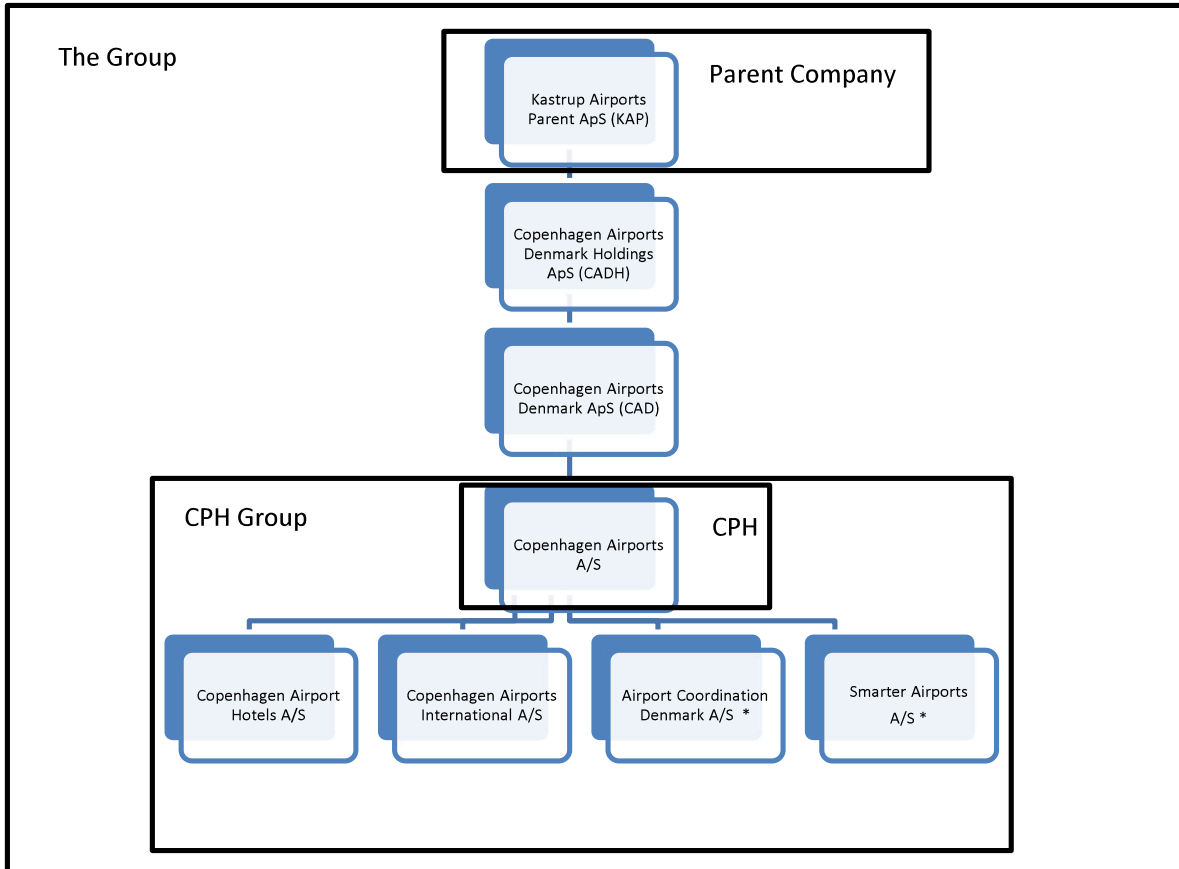 The Group
Parent Company
Kastrup Airports
Parent ApS (KAP)
Copenhagen Airports
Denmark Holdings
ApS (CADH)
Copenhagen Airports
Denmark ApS (CAD)
CPH Group
CPH
Copenhagen Airports
A/S
Copenhagen Airport
Hotels A/S
Copenhagen Airports
International A/S
Airport Coordination
Denmark A/S *
Smarter Airports
A/S *